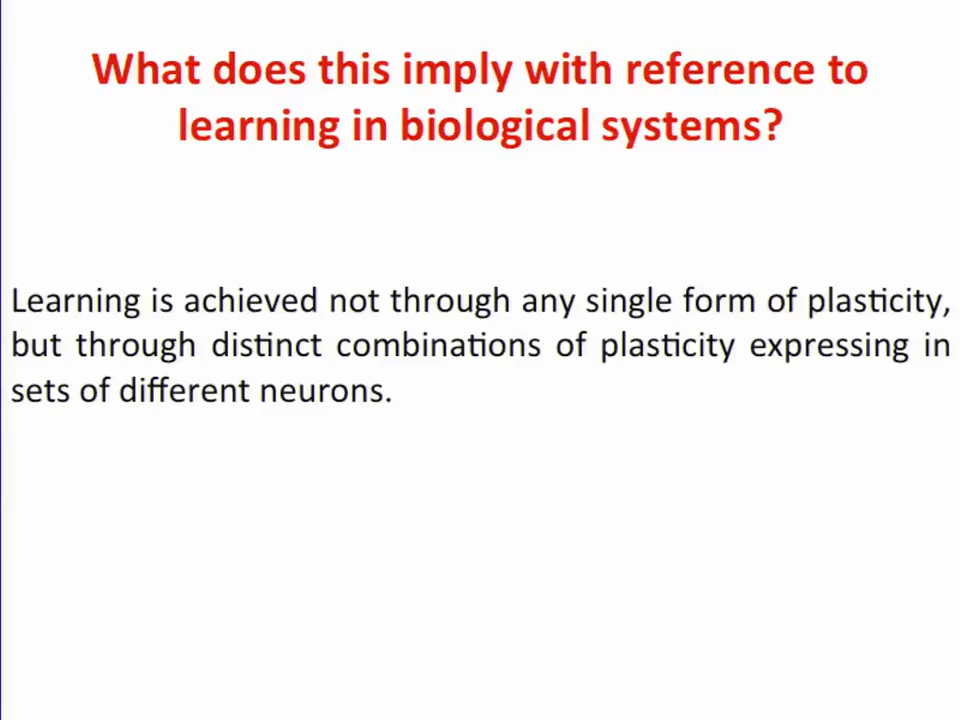 What does this imply with reference to
learning in biological systems?
Learning is achieved not through any single form of plasticity,
but through distinct combinations of plasticity expressing in
sets of different neurons.